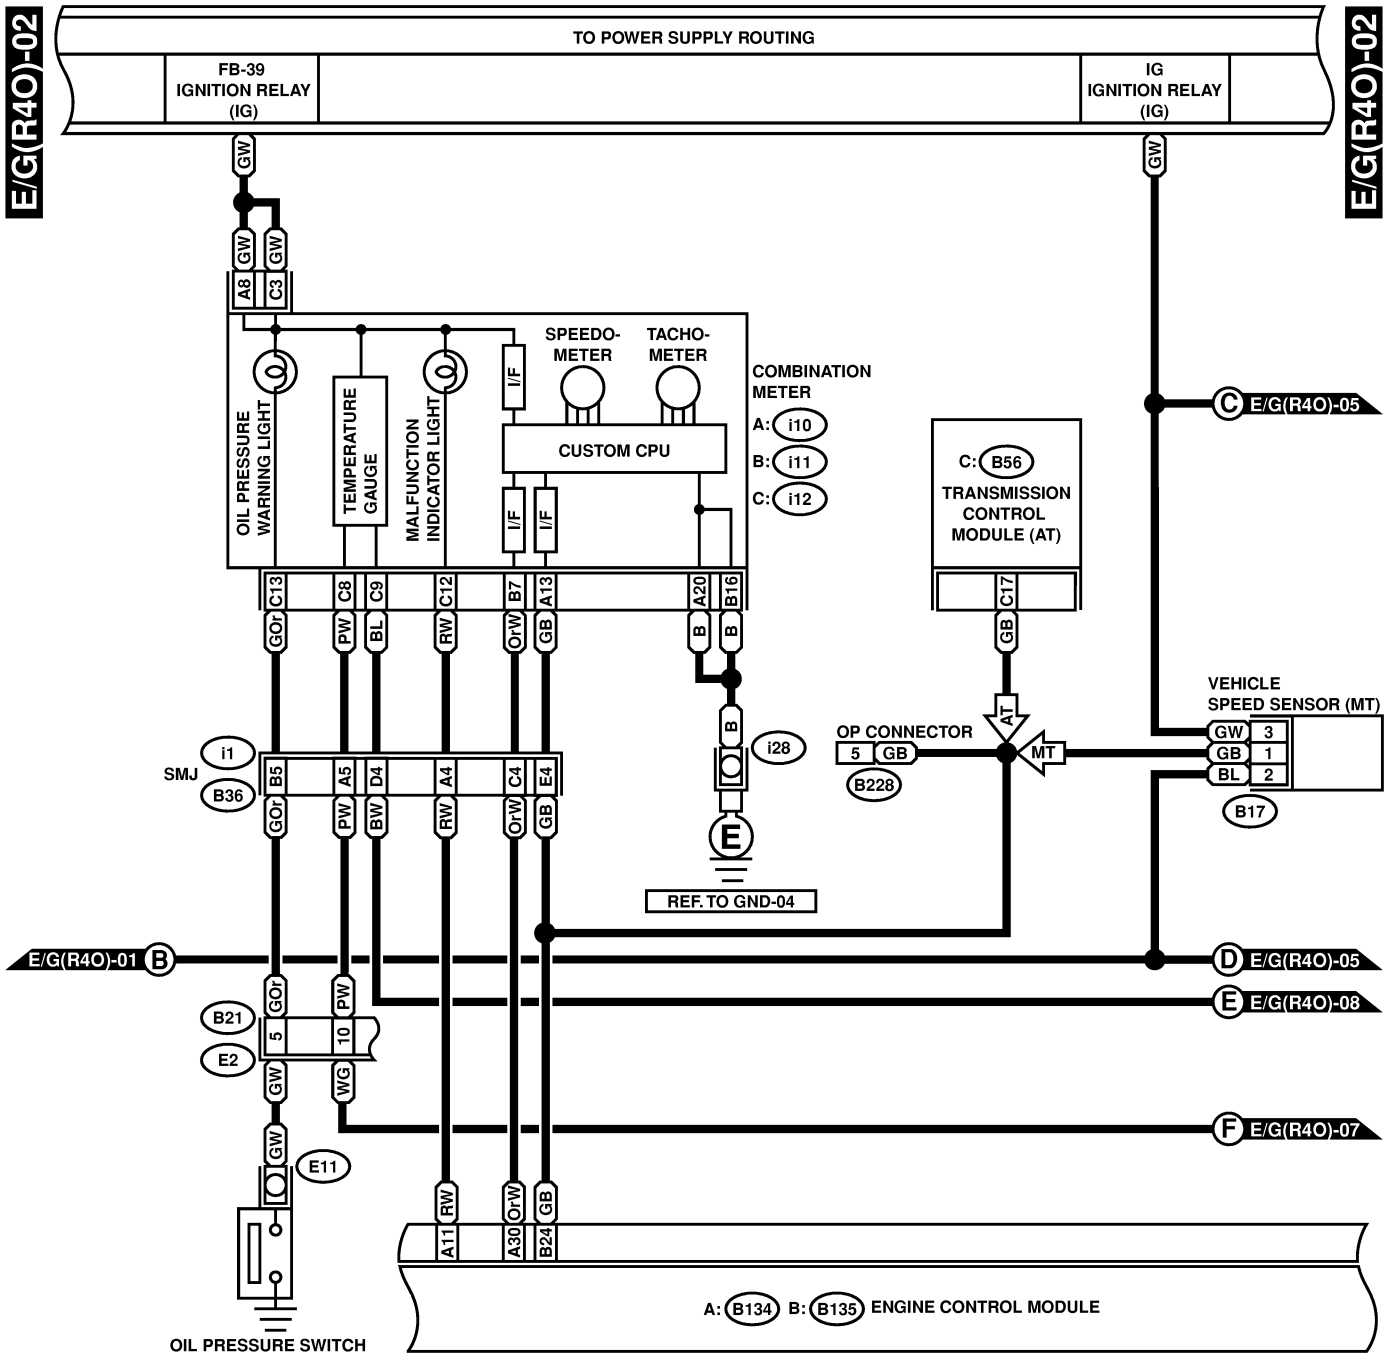 E/G(R4O)-02
E/G(R4O)-02
TO POWER SUPPLY ROUTING
FB-39
IGNITION RELAY
(IG)
IG
IGNITION RELAY
(IG)
GW
GW
GW
GW
A8
C3
SPEEDO-
METER
TACHO-
METER
OIL PRESSURE
WARNING LIGHT
TEMPERATURE
GAUGE
MALFUNCTION
INDICATOR LIGHT
I/F
CUSTOM CPU
I/F
I/F
COMBINATION
METER
A: i10
B: i11
C: i12
C: B56
TRANSMISSION
CONTROL
MODULE (AT)
C E/G(R4O)-05
C13
C8
C9
C12
B7
A13
A20
B16
C17
GOr
PW
BL
RW
OrW
GB
B
B
GB
B
AT
MT
OP CONNECTOR
5 GB
B228
VEHICLE
SPEED SENSOR (MT)
GW 3
GB 1
BL 2
B17
i28
E
REF. TO GND-04
SMJ
i1
B36
B5
A5
D4
A4
C4
E4
GOr
PW
BW
RW
OrW
GB
E/G(R4O)-01 B
D E/G(R4O)-05
E E/G(R4O)-08
GOr
PW
B21
E2
5
10
GW
WG
F E/G(R4O)-07
GW
E11
RW
OrW
GB
A11
A30
B24
A: B134 B: B135 ENGINE CONTROL MODULE
OIL PRESSURE SWITCH